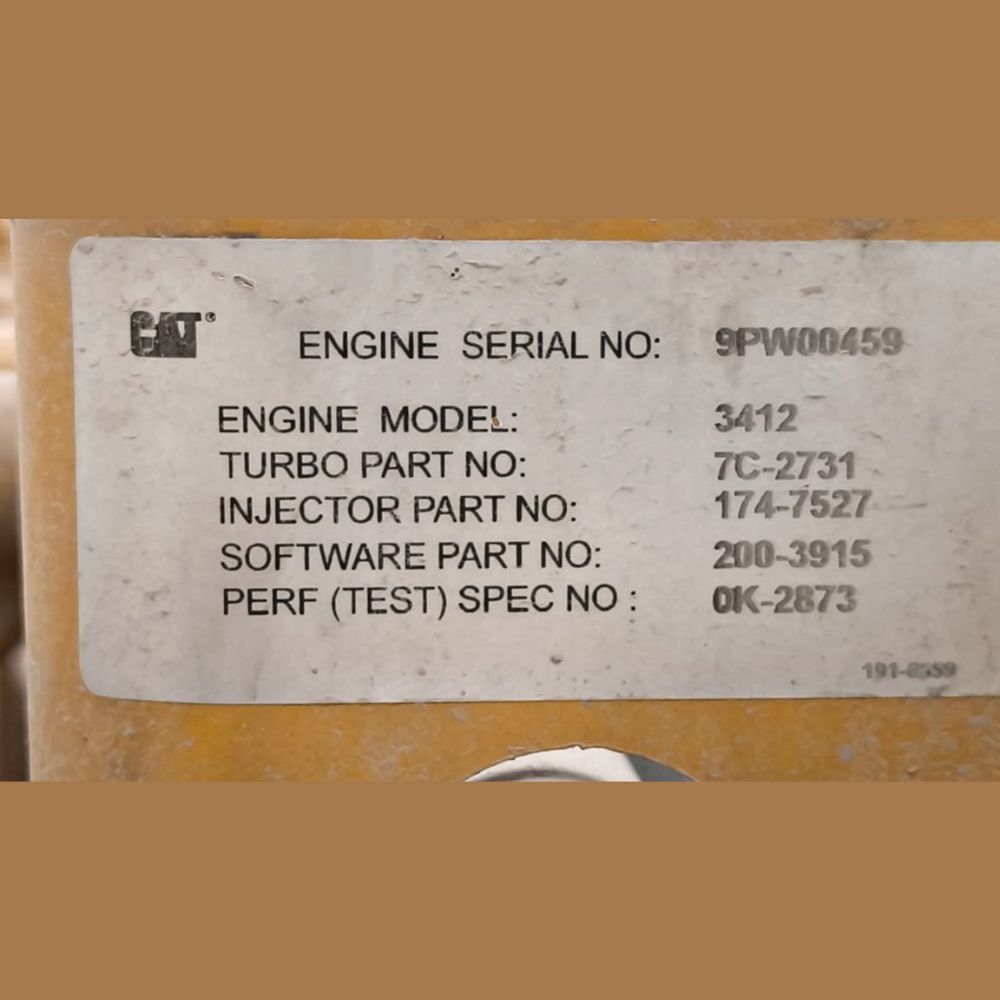 CAT®
ENGINE SERIAL NO: 9PW00459
ENGINE MODEL: 3412
TURBO PART NO: 7C-2731
INJECTOR PART NO: 174-7527
SOFTWARE PART NO: 200-3915
PERF (TEST) SPEC NO : 0K-2873